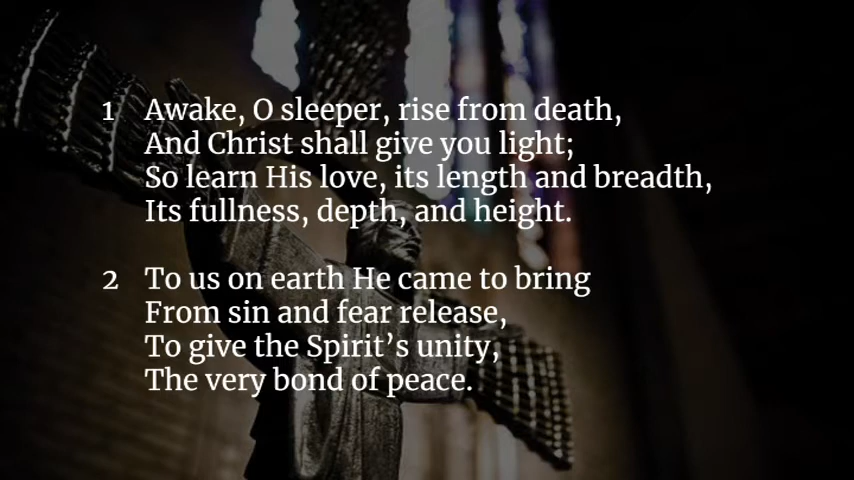 1 Awake, O sleeper, rise from death,
And Christ shall give you light;
So learn His love, its length and breadth,
Its fullness, depth, and height.
2 To us on earth He came to bring
From sin and fear release,
To give the Spirit’s unity,
The very bond of peace.